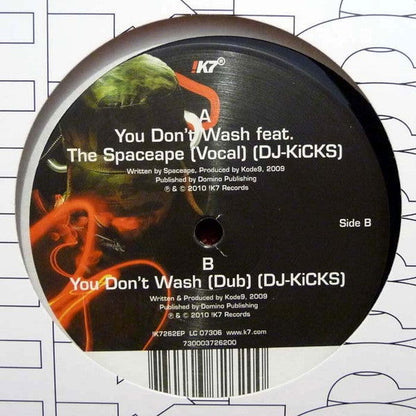 !K7®
A
You Don't Wash feat.
The Spaceape (Vocal) (DJ-KiCKS)
Written by Spaceape, Produced by Kode9, 2009
Published by Domino Publishing
℗ & © 2010 !K7 Records
Side B
B
You Don't Wash (Dub) (DJ-KiCKS)
Written & Produced by Kode9, 2009
Published by Domino Publishing
℗ & © 2010 !K7 Records
!K7262EP LC 07306 www.k7.com
730003726200